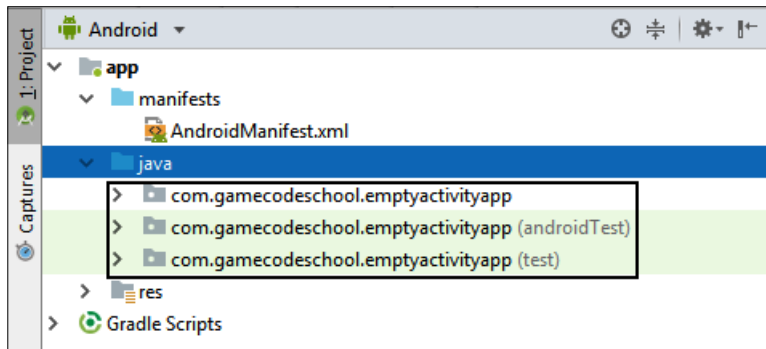 1: Project
Captures
Android
app
manifests
AndroidManifest.xml
java
com.gamecodeschool.emptyactivityapp
com.gamecodeschool.emptyactivityapp (androidTest)
com.gamecodeschool.emptyactivityapp (test)
res
Gradle Scripts